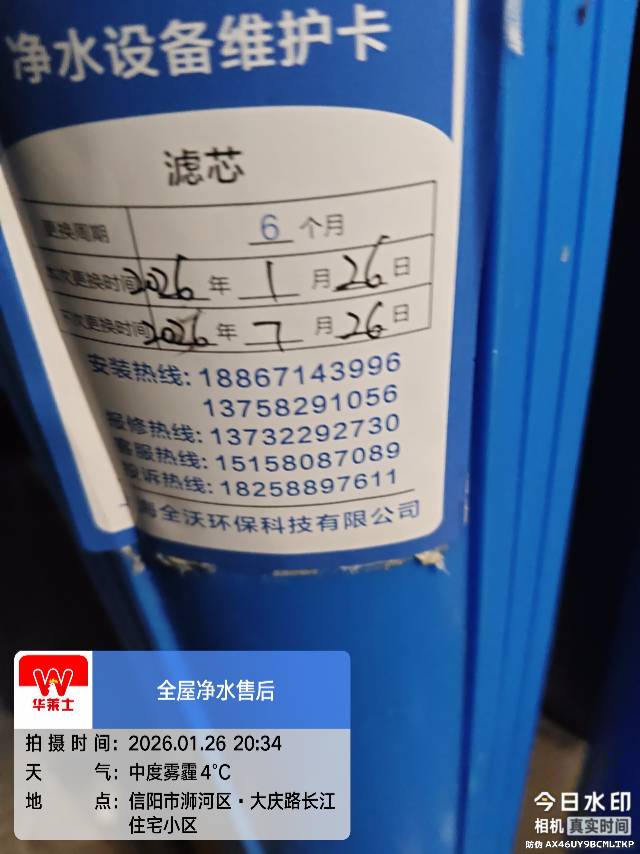 净水设备维护卡
滤芯
更换周期 6 个月
本次更换时间 2026 年 1 月 26 日
下次更换时间 2026 年 7 月 26 日
安装热线: 18867143996
13758291056
报修热线: 13732292730
客服热线: 15158087089
投诉热线: 18258897611
海全沃环保科技有限公司
华莱士
全屋净水售后
拍摄时间: 2026.01.26 20:34
天气: 中度雾霾 4℃
地点: 信阳市浉河区·大庆路长江
住宅小区
今日水印
相机 真实时间
防伪 AX46UY9BCMLTKP